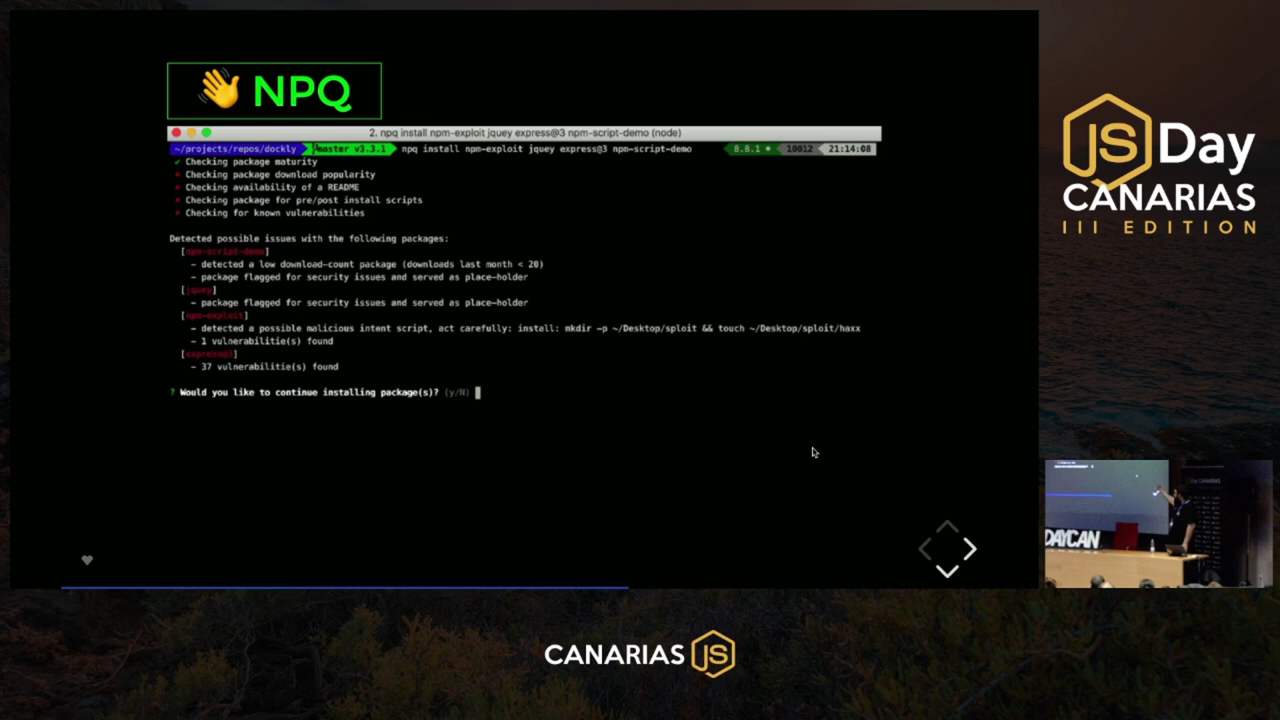 👋 NPQ
2. npq install npm-exploit jquey express@3 npm-script-demo (node)
~/projects/repos/dockly master v3.3.1 npq install npm-exploit jquey express@3 npm-script-demo 8.8.1 • 10012 21:14:08
✓ Checking package maturity
Checking package download popularity
Checking availability of a README
Checking package for pre/post install scripts
Checking for known vulnerabilities
Detected possible issues with the following packages:
[npm-script-demo]
– detected a low download-count package (downloads last month < 20)
– package flagged for security issues and served as place-holder
[jquey]
– package flagged for security issues and served as place-holder
[npm-exploit]
– detected a possible malicious intent script, act carefully: install: mkdir -p ~/Desktop/sploit && touch ~/Desktop/sploit/haxx
– 1 vulnerabilitie(s) found
[express@3]
– 37 vulnerabilitie(s) found
? Would you like to continue installing package(s)? (y/N)
JS Day
CANARIAS
III EDITION
DAYCAN
CANARIAS JS